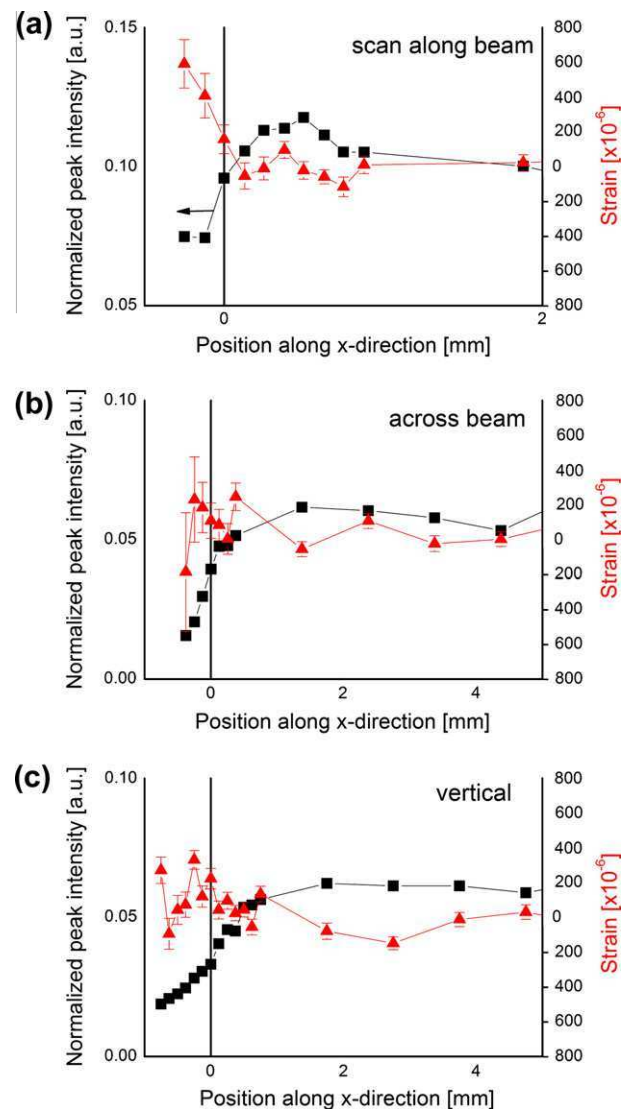 (a)
scan along beam
Normalized peak intensity [a.u.]
0.15
0.10
0.05
800
600
400
200
0
200
400
600
800
Strain [x10-6]
0
2
Position along x-direction [mm]
(b)
across beam
Normalized peak intensity [a.u.]
0.10
0.05
0.00
800
600
400
200
0
200
400
600
800
Strain [x10-6]
0
2
4
Position along x-direction [mm]
(c)
vertical
Normalized peak intensity [a.u.]
0.10
0.05
0.00
800
600
400
200
0
200
400
600
800
Strain [x10-6]
0
2
4
Position along x-direction [mm]